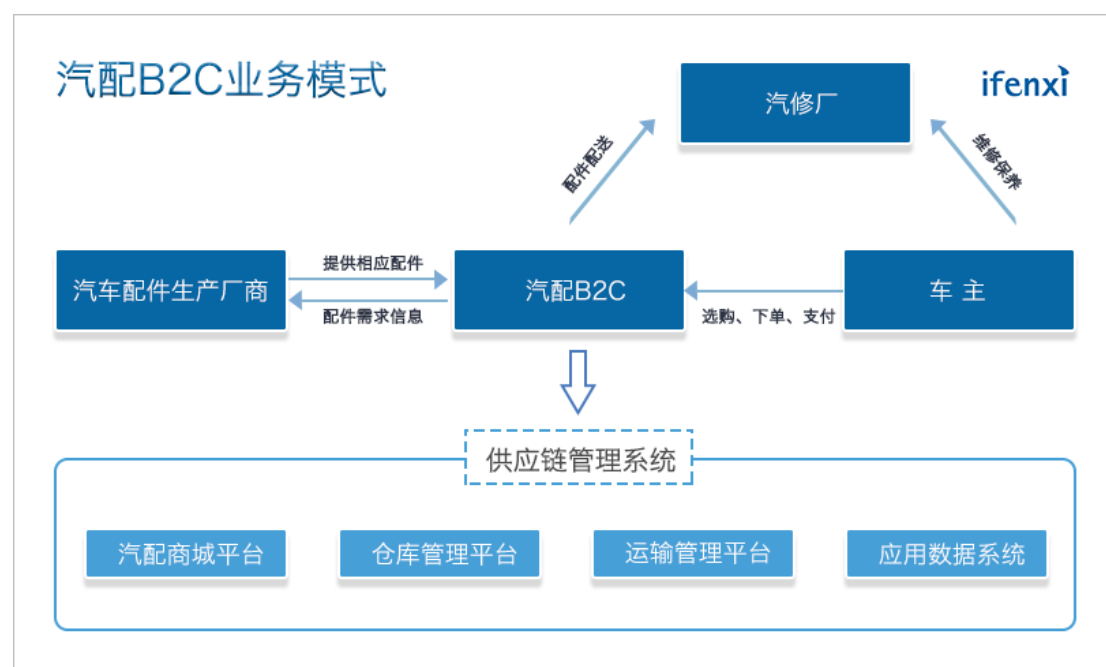 汽配B2C业务模式
ifenxi
汽修厂
配件配送
维修保养
汽车配件生产厂商
提供相应配件
配件需求信息
汽配B2C
选购、下单、支付
车 主
供应链管理系统
汽配商城平台
仓库管理平台
运输管理平台
应用数据系统